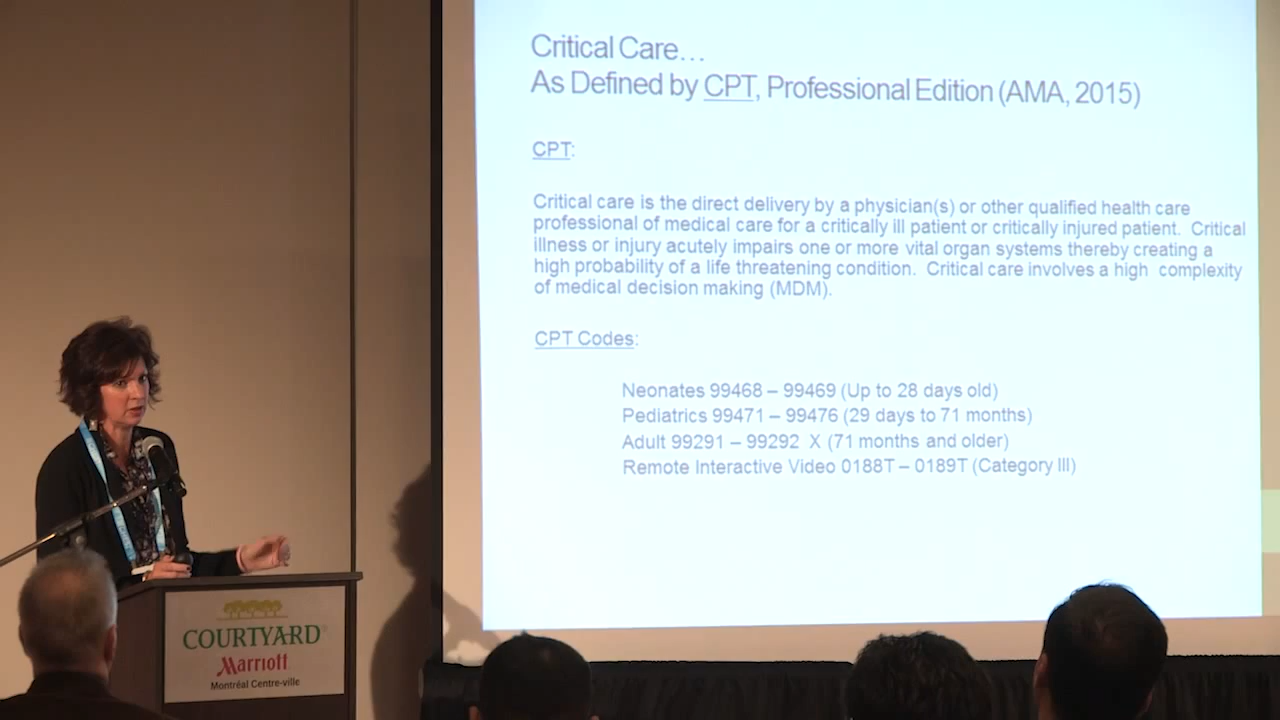 Critical Care…
As Defined by CPT, Professional Edition (AMA, 2015)
CPT:
Critical care is the direct delivery by a physician(s) or other qualified health care
professional of medical care for a critically ill patient or critically injured patient. Critical
illness or injury acutely impairs one or more vital organ systems thereby creating a
high probability of a life threatening condition. Critical care involves a high complexity
of medical decision making (MDM).
CPT Codes:
Neonates 99468 – 99469 (Up to 28 days old)
Pediatrics 99471 – 99476 (29 days to 71 months)
Adult 99291 – 99292 X (71 months and older)
Remote Interactive Video 0188T – 0189T (Category III)
COURTYARD
Marriott
Montréal Centre-ville